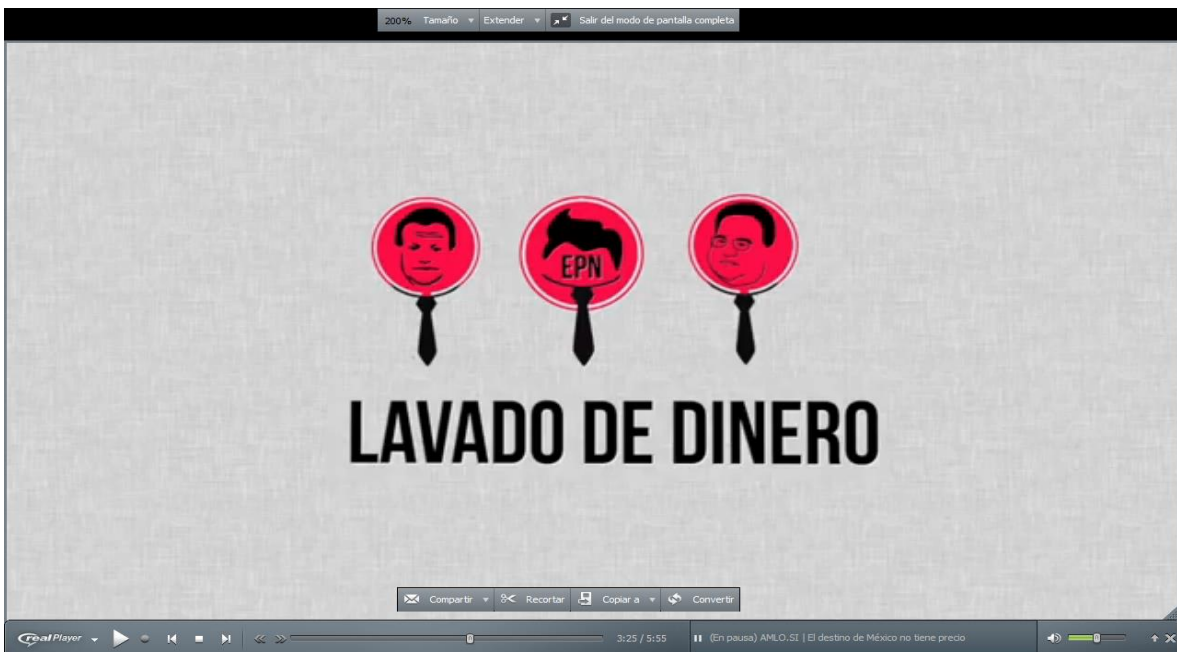 200% Tamaño Extender Salir del modo de pantalla completa
EPN
LAVADO DE DINERO
Compartir Recortar Copiar a Convertir
realPlayer 3:25 / 5:55 (En pausa) AMLO.SI | El destino de México no tiene precio